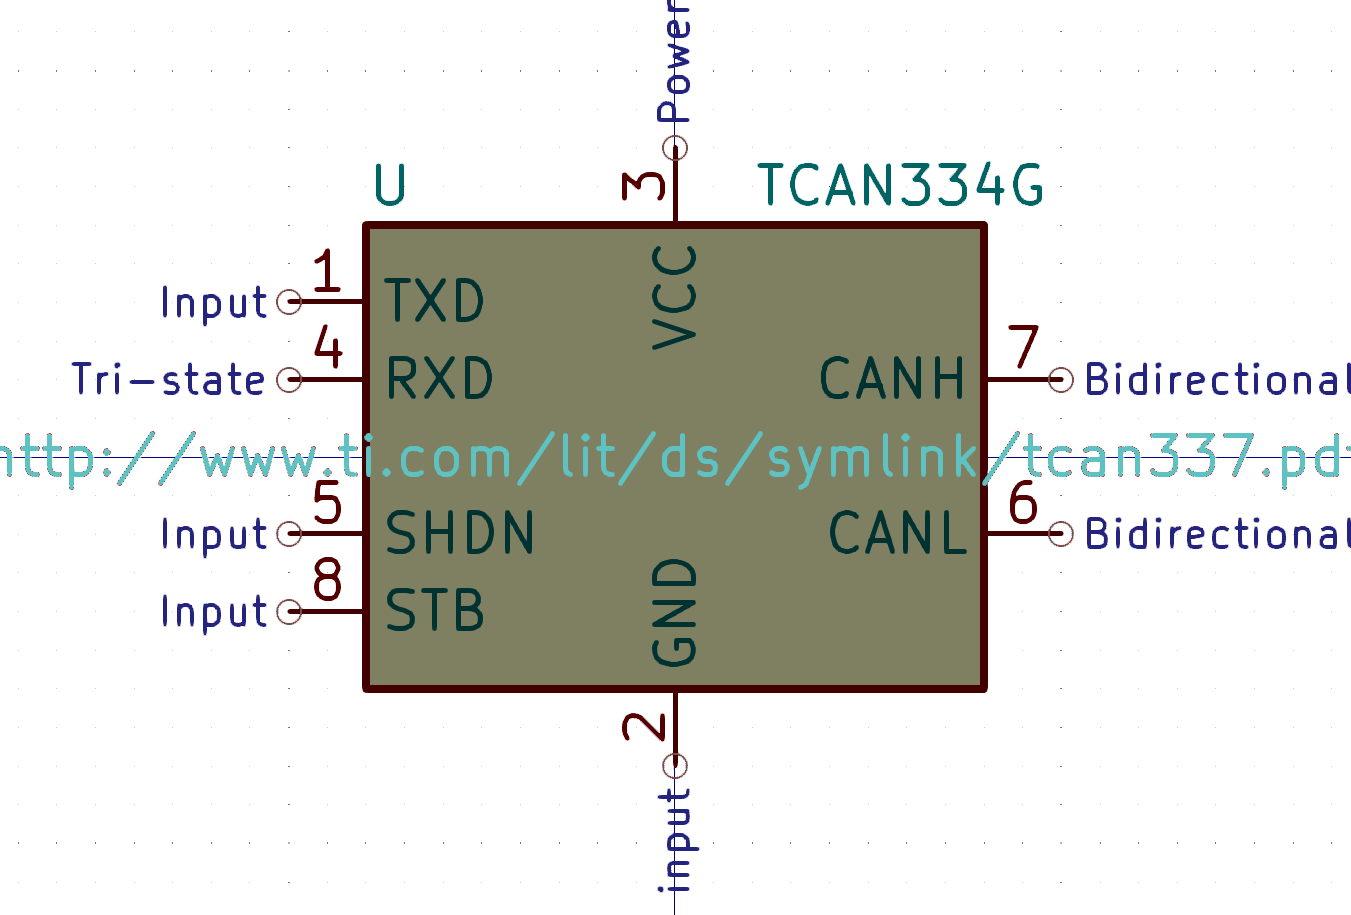 Power
U
3
TCAN334G
VCC
1
Input
TXD
4
Tri-state
RXD
7
CANH
Bidirectional
http://www.ti.com/lit/ds/symlink/tcan337.pdf
5
Input
SHDN
6
CANL
Bidirectional
8
Input
STB
GND
2
input